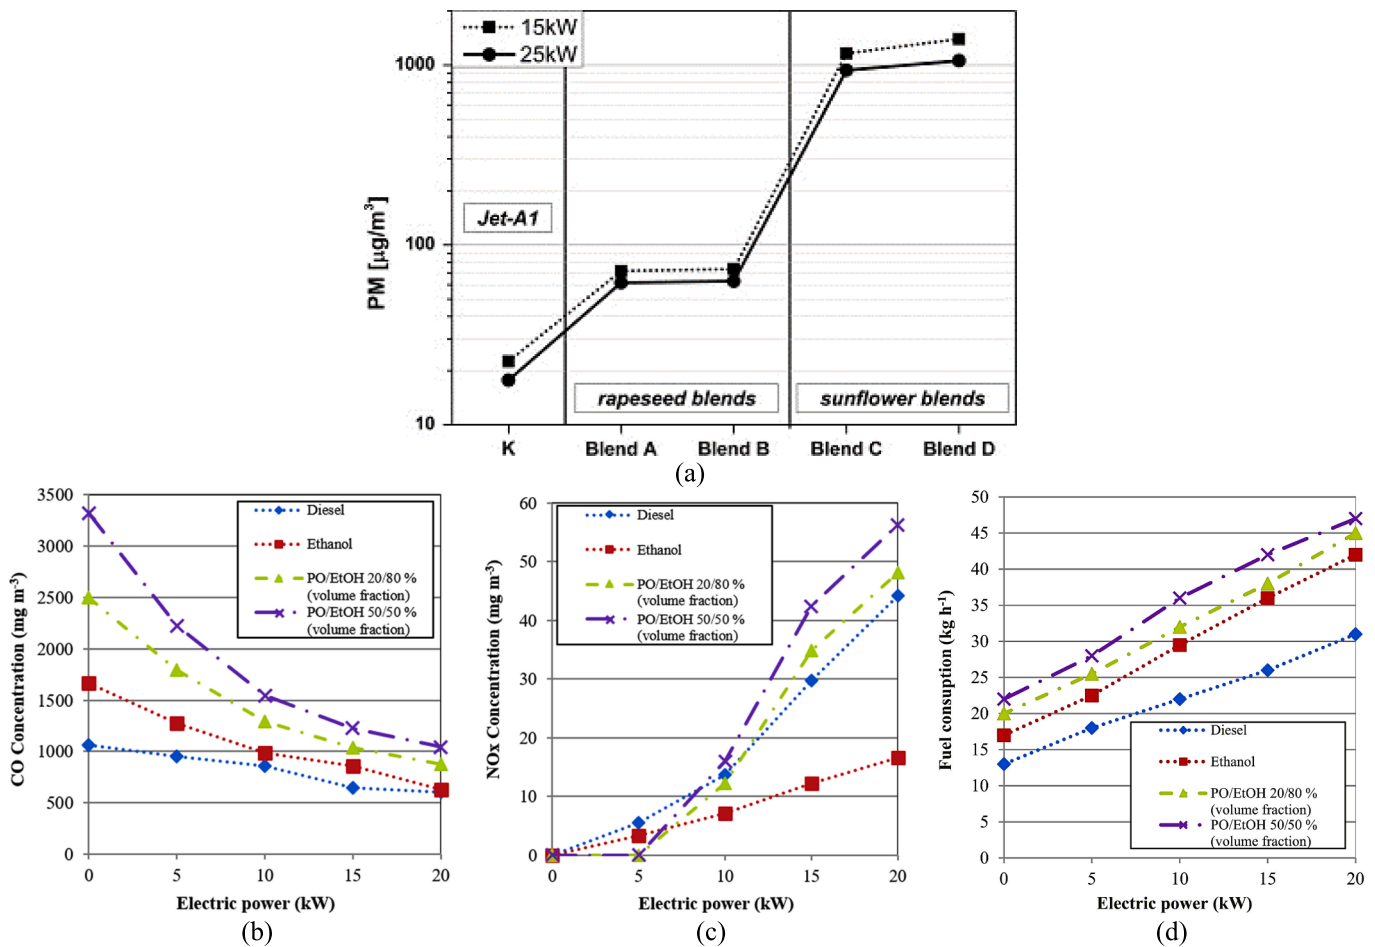 15kW
25kW
1000
100
10
PM [µg/m³]
Jet-A1
rapeseed blends
sunflower blends
K
Blend A
Blend B
Blend C
Blend D
(a)
3500
3000
2500
2000
1500
1000
500
0
CO Concentration (mg m⁻³)
Diesel
Ethanol
PO/EtOH 20/80 %
(volume fraction)
PO/EtOH 50/50 %
(volume fraction)
0
5
10
15
20
Electric power (kW)
(b)
60
50
40
30
20
10
0
NOx Concentration (mg m⁻³)
Diesel
Ethanol
PO/EtOH 20/80 %
(volume fraction)
PO/EtOH 50/50 %
(volume fraction)
0
5
10
15
20
Electric power (kW)
(c)
50
45
40
35
30
25
20
15
10
5
0
Fuel consuption (kg h⁻¹)
Diesel
Ethanol
PO/EtOH 20/80 %
(volume fraction)
PO/EtOH 50/50 %
(volume fraction)
0
5
10
15
20
Electric power (kW)
(d)